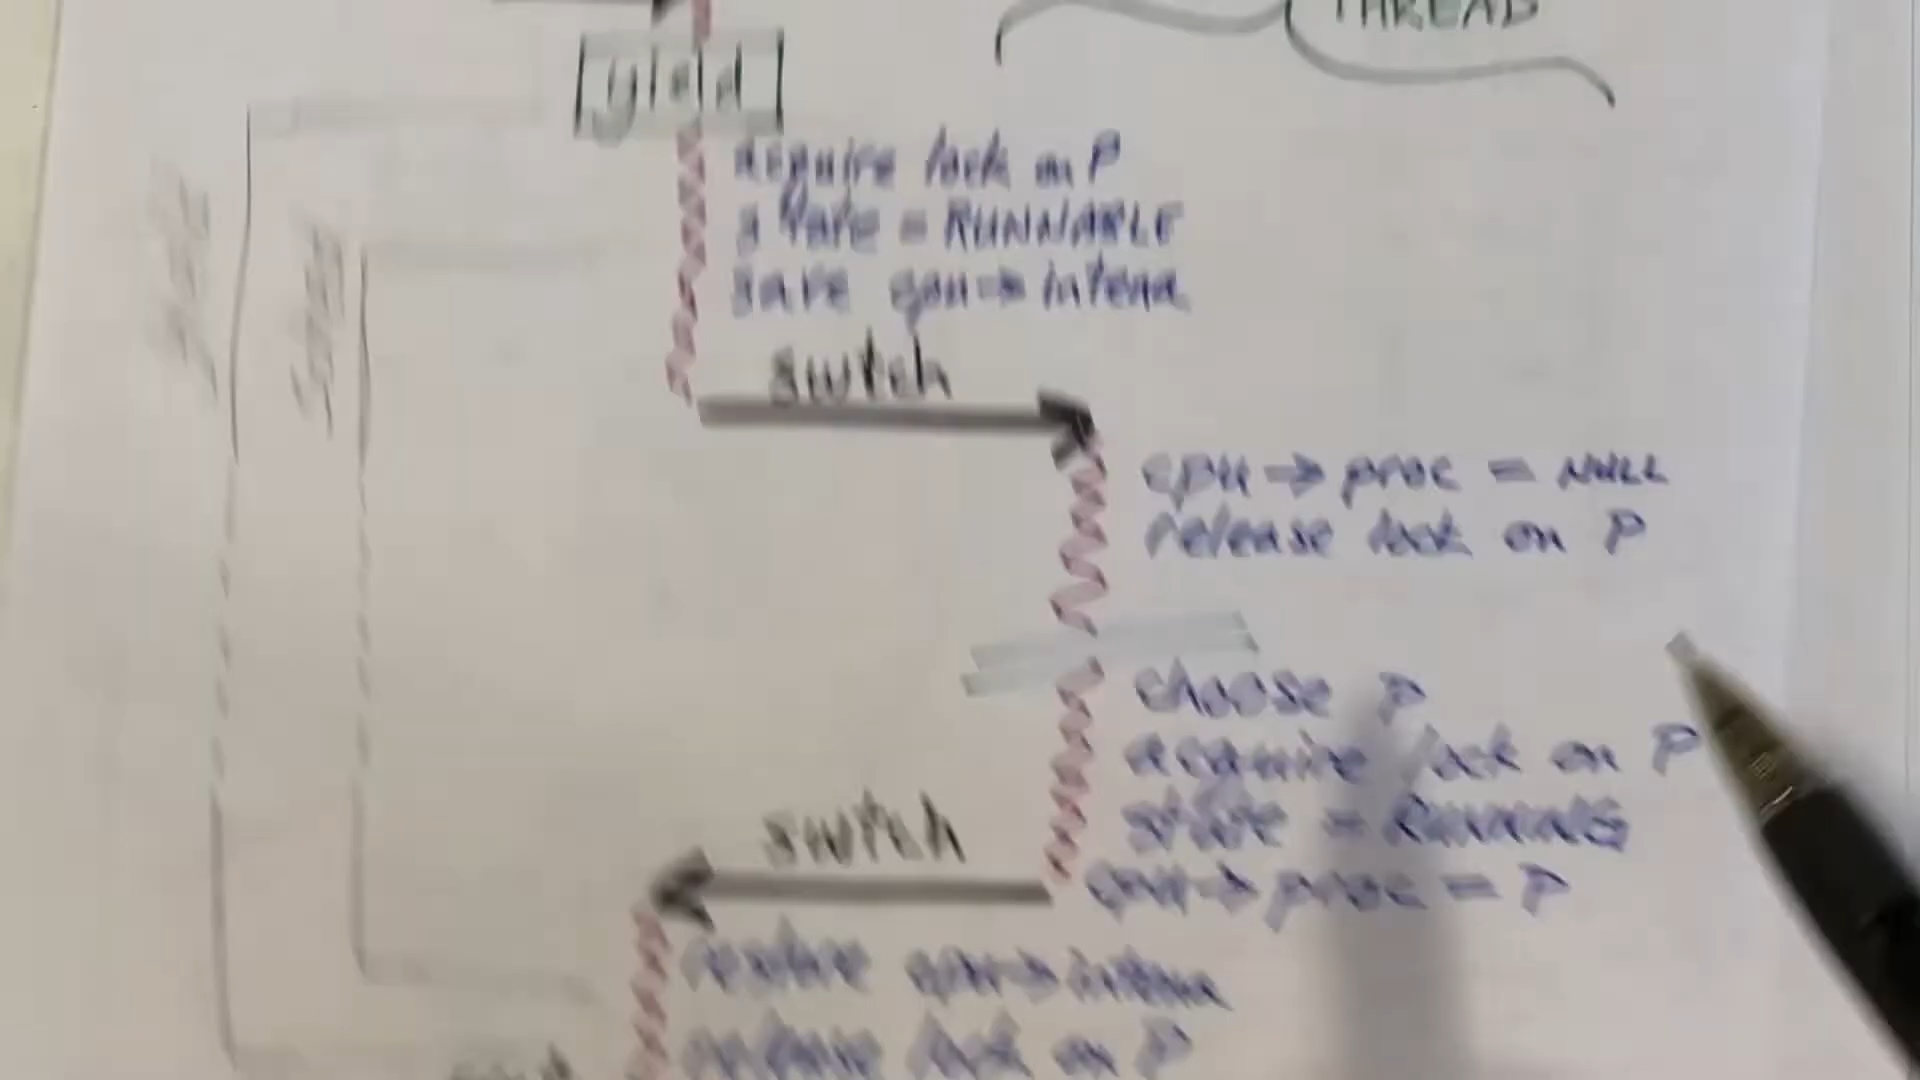 THREAD
yield
acquire lock on P
state = RUNNABLE
save cpu→intena
switch
cpu → proc = NULL
release lock on P
choose P
acquire lock on P
state = RUNNING
cpu→proc = P
switch
restore cpu→intena
release lock on P